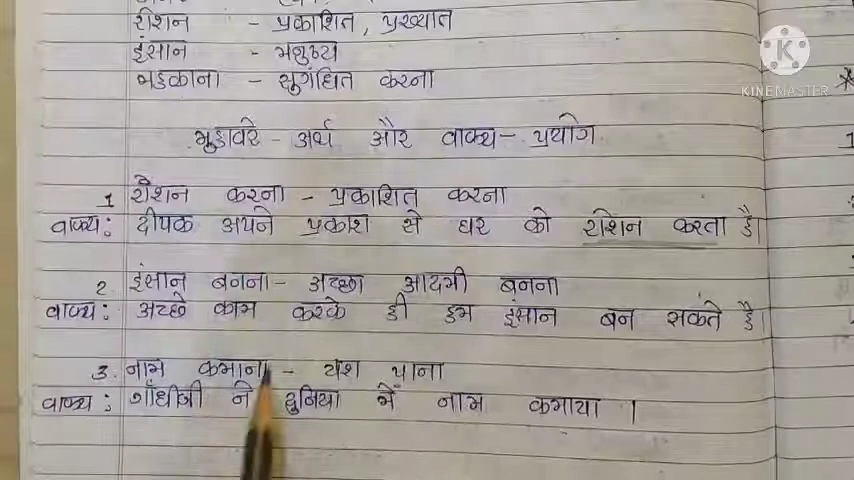 रोशन - प्रकाशित, प्रख्यात
इंसान - मनुष्य
महकाना - सुगंधित करना
मुहावरे - अर्थ और वाक्य - प्रयोग
1 रोशन करना - प्रकाशित करना
वाक्य: दीपक अपने प्रकाश से घर को रोशन करता है।
2. इंसान बनना - अच्छा आदमी बनना
वाक्य: अच्छे काम करके ही हम इंसान बन सकते है।
3. नाम कमाना - यश पाना
वाक्य: गाँधीजी ने दुनिया में नाम कमाया ।
KINEMASTER